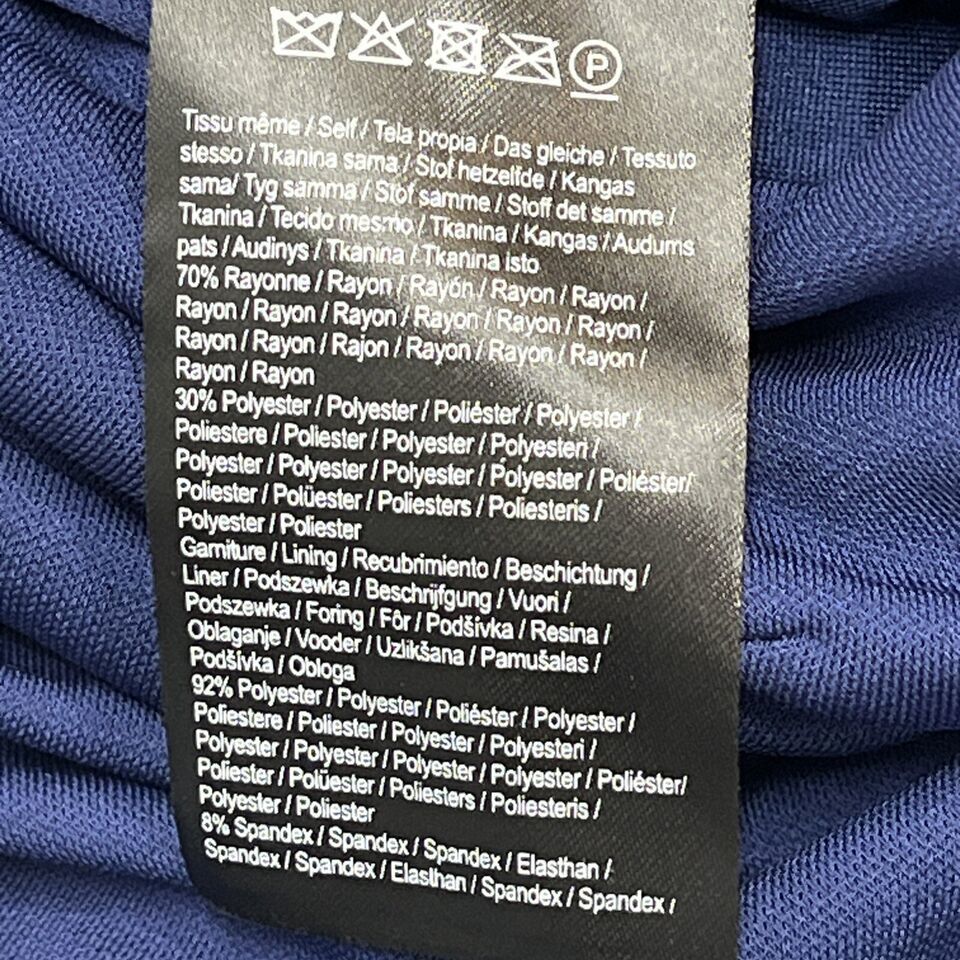 P
Tissu même / Self / Tela propia / Das gleiche / Tessuto
stesso / Tkanina sama / Stof hetzelfde / Kangas
sama/ Tyg samma / Stof samme / Stoff det samme /
Tkanina / Tecido mesmo / Tkanina / Kangas / Audums
pats / Audinys / Tkanina / Tkanina isto
70% Rayonne / Rayon / Rayón / Rayon / Rayon /
Rayon / Rayon / Rayon / Rayon / Rayon / Rayon /
Rayon / Rayon / Rajon / Rayon / Rayon / Rayon /
Rayon / Rayon
30% Polyester / Polyester / Poliéster / Polyester /
Poliestere / Poliester / Polyester / Polyesteri /
Polyester / Polyester / Polyester / Polyester / Poliéster/
Poliester / Polüester / Poliesters / Poliesteris /
Polyester / Poliester
Garniture / Lining / Recubrimiento / Beschichtung /
Liner / Podszewka / Beschrijfgung / Vuori /
Podszewka / Foring / Fôr / Podšívka / Resina /
Oblaganje / Vooder / Uzlikšana / Pamušalas /
Podšívka / Obloga
92% Polyester / Polyester / Poliéster / Polyester /
Poliestere / Poliester / Polyester / Polyesteri /
Polyester / Polyester / Polyester / Polyester / Poliéster/
Poliester / Polüester / Poliesters / Poliesteris /
Polyester / Poliester
8% Spandex / Spandex / Spandex / Elasthan /
Spandex / Spandex / Elasthan / Spandex / Spandex /